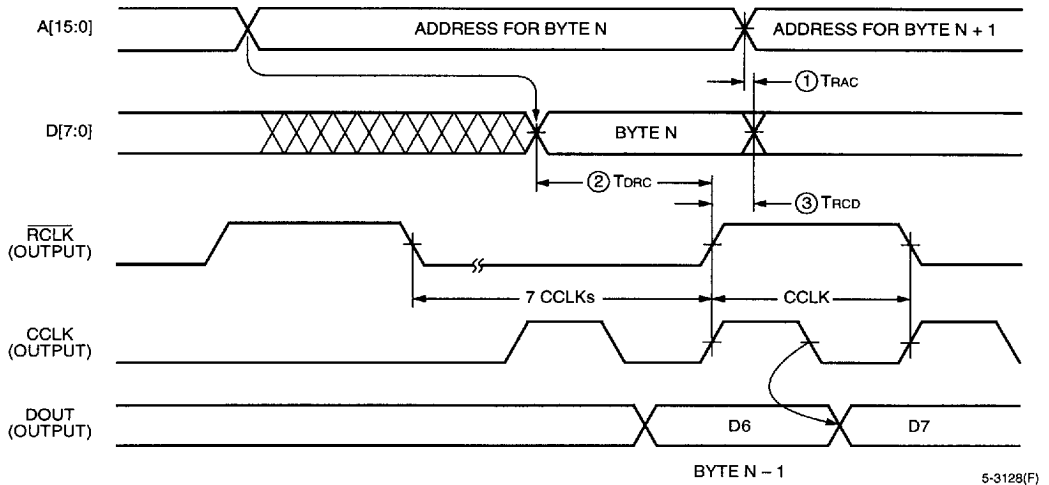 A[15:0]
ADDRESS FOR BYTE N
ADDRESS FOR BYTE N + 1
① TRAC
D[7:0]
BYTE N
② TDRC
③ TRCD
RCLK
(OUTPUT)
7 CCLKs
CCLK
CCLK
(OUTPUT)
DOUT
(OUTPUT)
D6
D7
BYTE N – 1
5-3128(F)